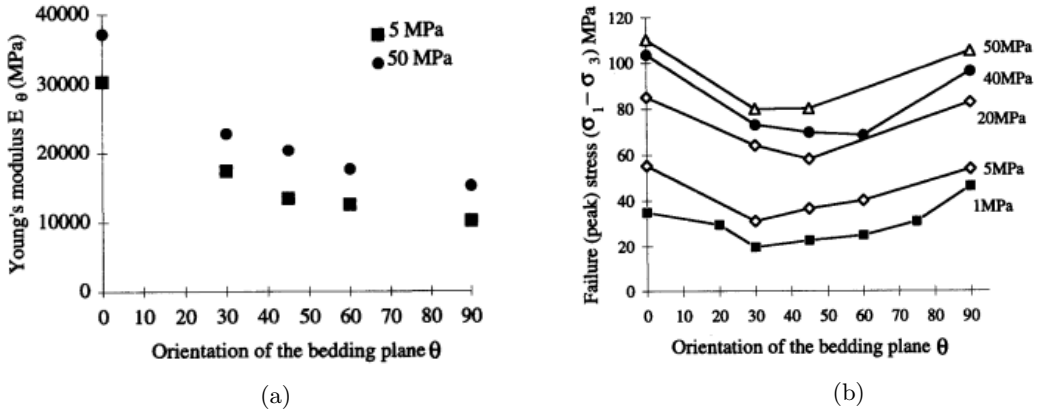 40000
30000
20000
10000
0
Young's modulus E θ (MPa)
5 MPa
50 MPa
0 10 20 30 40 50 60 70 80 90
Orientation of the bedding plane θ
(a)
120
100
80
60
40
20
0
Failure (peak) stress (σ 1 – σ 3) MPa
50MPa
40MPa
20MPa
5MPa
1MPa
0 10 20 30 40 50 60 70 80 90
Orientation of the bedding plane θ
(b)